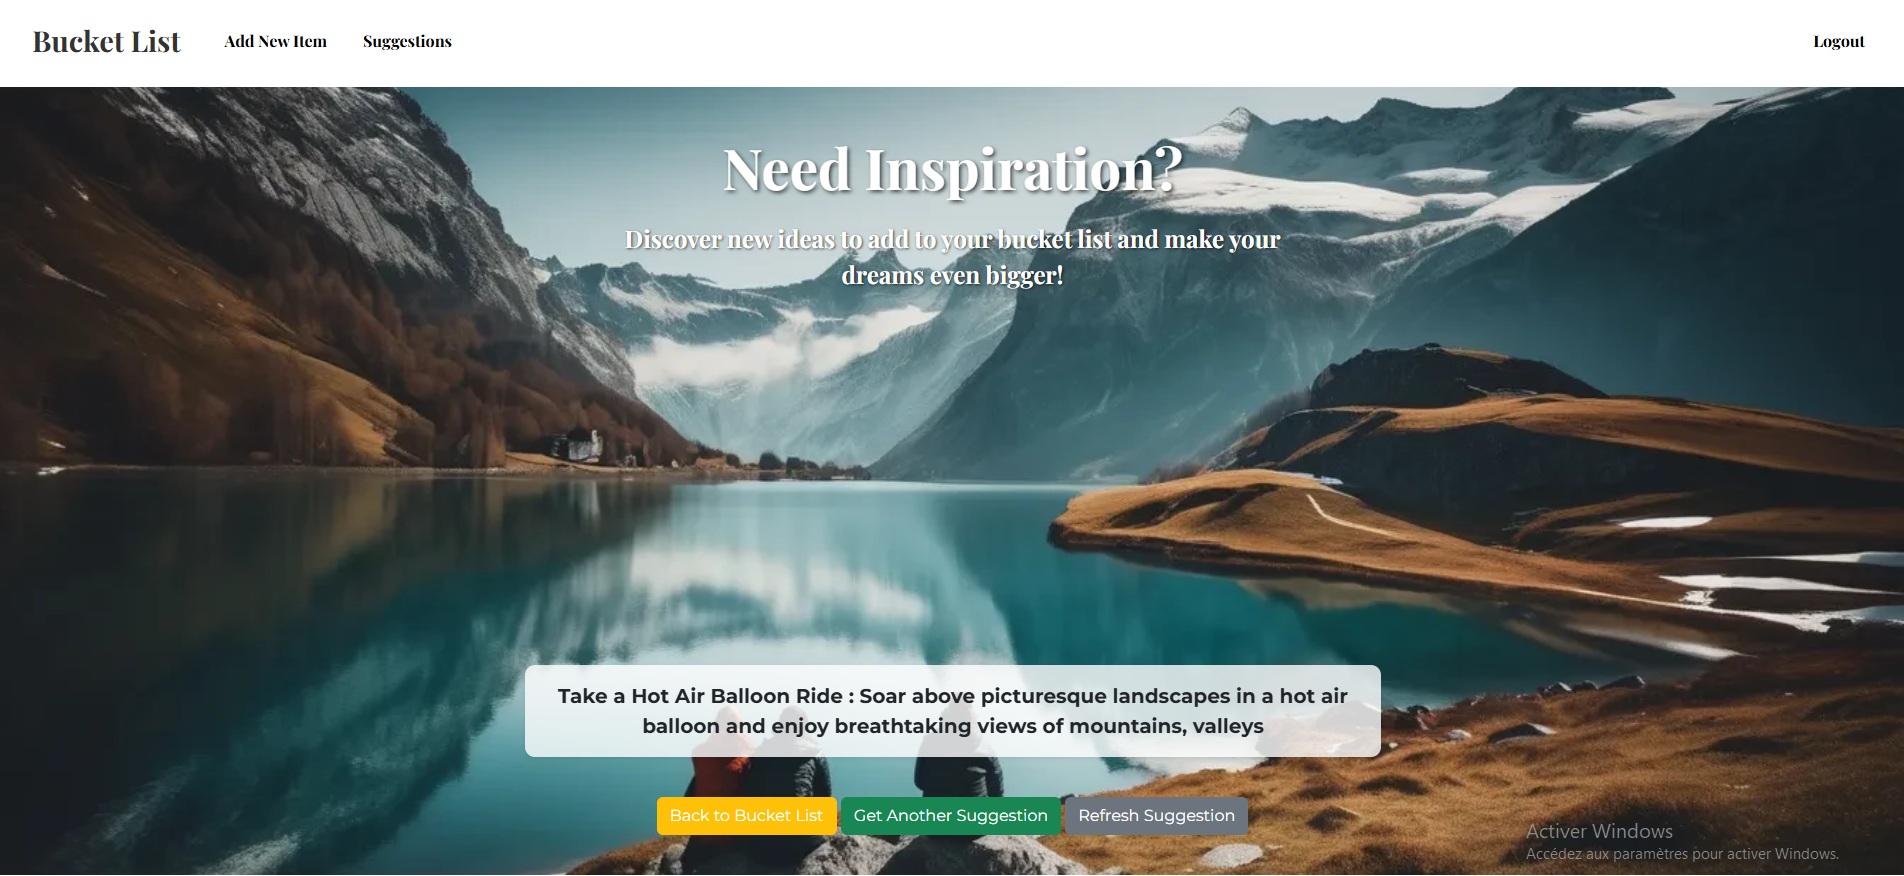 Bucket List
Add New Item
Suggestions
Logout
Need Inspiration?
Discover new ideas to add to your bucket list and make your
dreams even bigger!
Take a Hot Air Balloon Ride : Soar above picturesque landscapes in a hot air
balloon and enjoy breathtaking views of mountains, valleys
Back to Bucket List
Get Another Suggestion
Refresh Suggestion
Activer Windows
Accédez aux paramètres pour activer Windows.